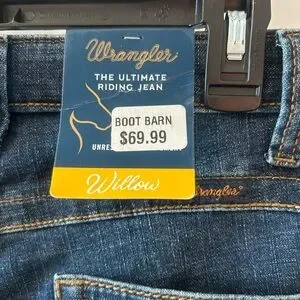 Wrangler
THE ULTIMATE
RIDING JEAN
BOOT BARN
$69.99
Willow
Wrangler